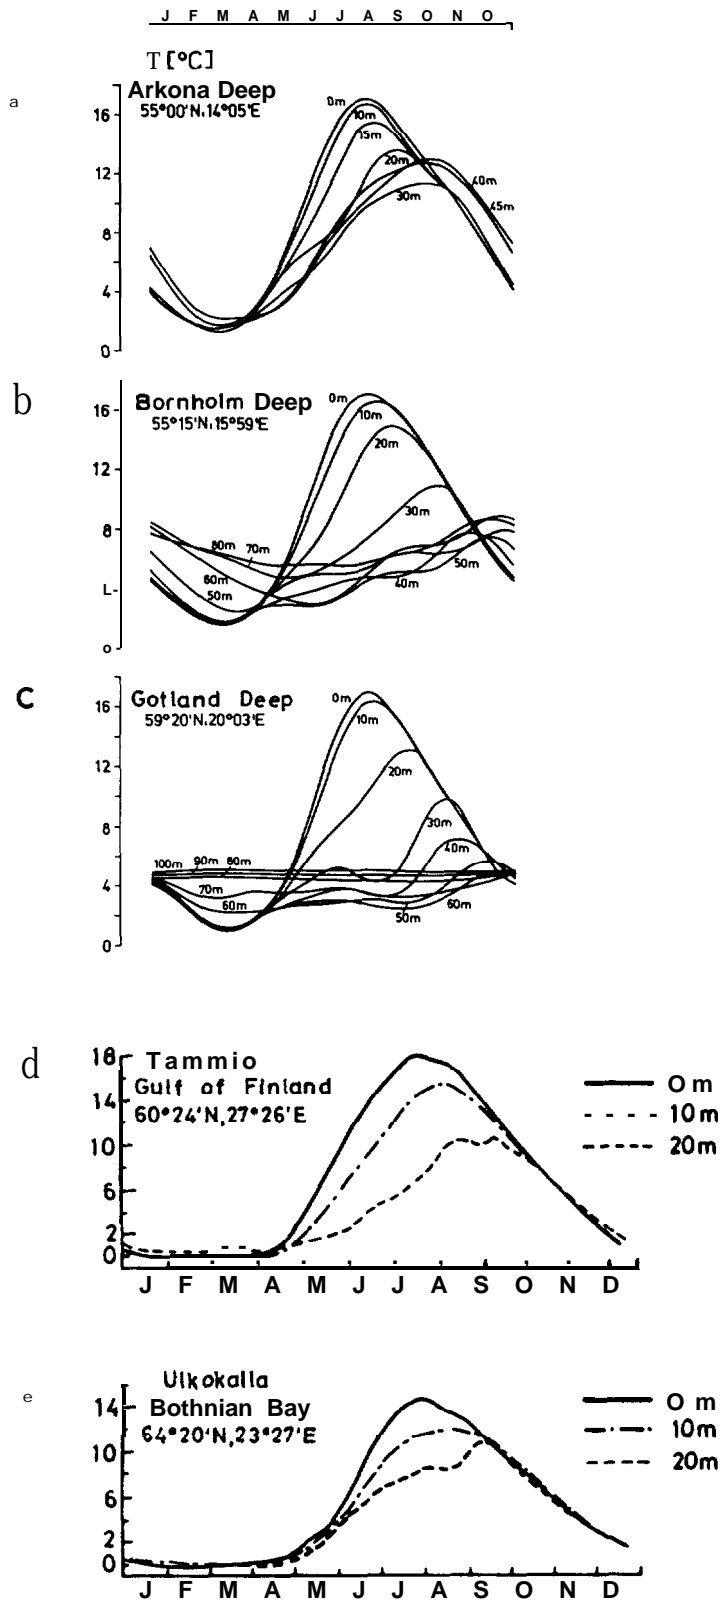 J F M A M J J A S O N O
T [°C]
a
Arkona Deep
55°00'N,14°05'E
16
12
8
4
0
0m
10m
15m
20m
30m
40m
45m
b
Bornholm Deep
55°15'N,15°59'E
16
12
8
L
0
0m
10m
20m
30m
80m
70m
60m
50m
40m
50m
C
Gotland Deep
59°20'N,20°03'E
16
12
8
4
0
0m
10m
20m
30m
40m
100m 90m 80m
70m
60m
60m
50m
d
Tammio
Gulf of Finland
60°24'N,27°26'E
18
14
10
6
2
0
O m
10m
20m
J F M A M J J A S O N D
e
Ulkokalla
Bothnian Bay
64°20'N,23°27'E
14
10
6
2
0
O m
10m
20m
J F M A M J J A S O N D